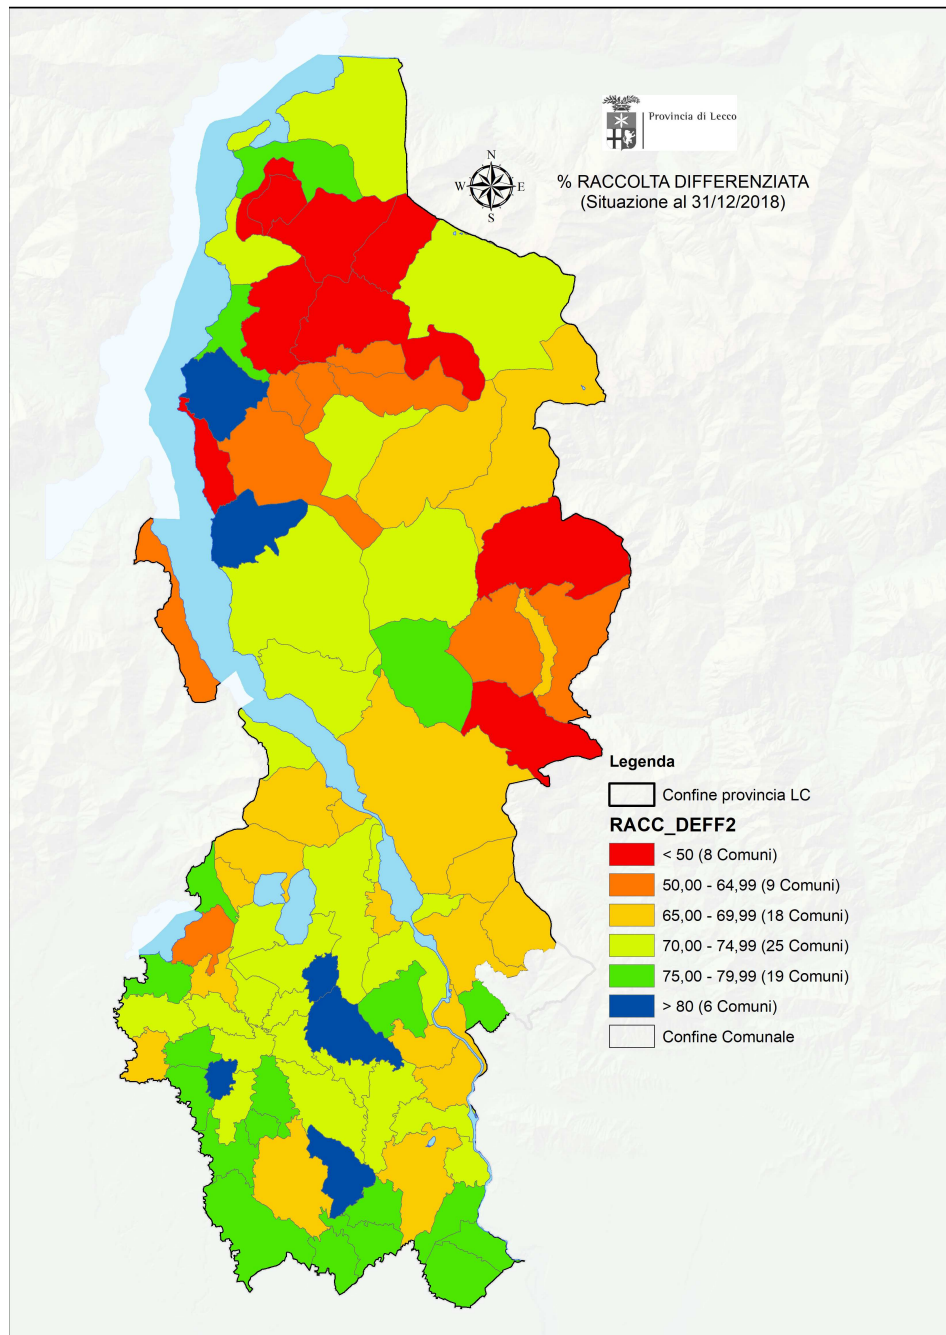 Provincia di Lecco
N
W
E
S
% RACCOLTA DIFFERENZIATA
(Situazione al 31/12/2018)
Legenda
Confine provincia LC
RACC_DEFF2
< 50 (8 Comuni)
50,00 - 64,99 (9 Comuni)
65,00 - 69,99 (18 Comuni)
70,00 - 74,99 (25 Comuni)
75,00 - 79,99 (19 Comuni)
> 80 (6 Comuni)
Confine Comunale